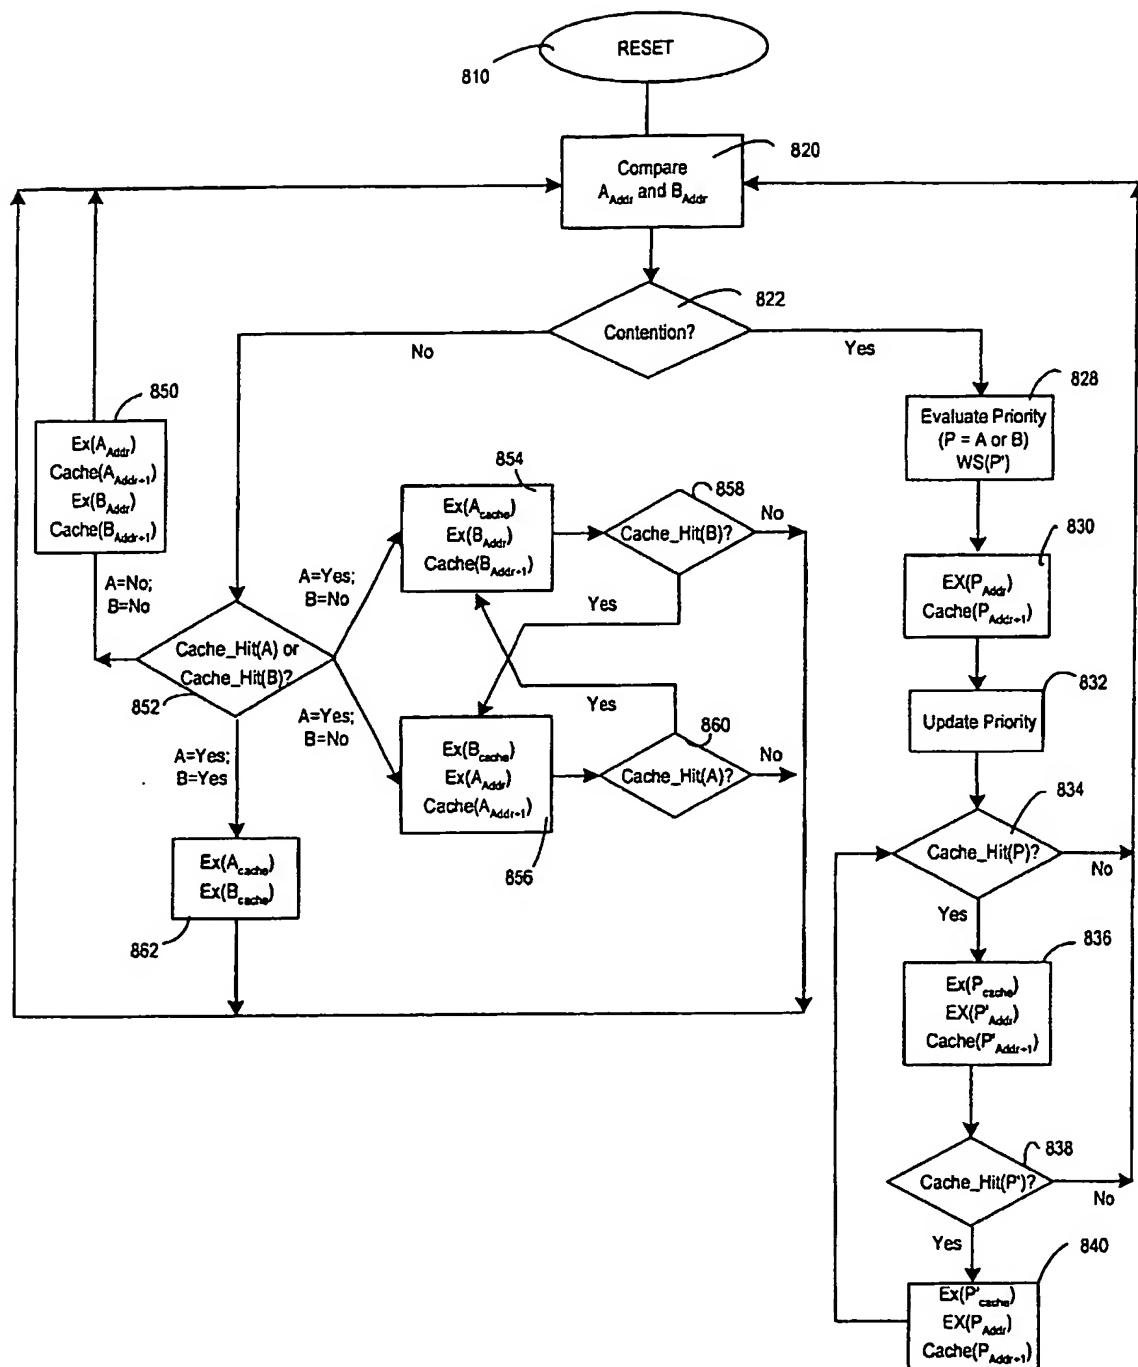 RESET
810
820
Compare
A_Addr and B_Addr
822
Contention?
No
Yes
850
Ex(A_Addr)
Cache(A_Addr+1)
Ex(B_Addr)
Cache(B_Addr+1)
A=No;
B=No
854
Ex(A_cache)
Ex(B_Addr)
Cache(B_Addr+1)
858
Cache_Hit(B)?
No
Yes
828
Evaluate Priority
(P = A or B)
WS(P')
830
EX(P_Addr)
Cache(P_Addr+1)
A=Yes;
B=No
Cache_Hit(A) or
Cache_Hit(B)?
852
A=Yes;
B=No
Yes
832
Update Priority
860
Ex(B_cache)
Ex(A_Addr)
Cache(A_Addr+1)
856
Cache_Hit(A)?
No
A=Yes;
B=Yes
834
Cache_Hit(P)?
No
Yes
Ex(A_cache)
Ex(B_cache)
862
836
Ex(P_cache)
EX(P'_Addr)
Cache(P'_Addr+1)
838
Cache_Hit(P')?
No
Yes
840
Ex(P'_cache)
EX(P_Addr)
Cache(P_Addr+1)